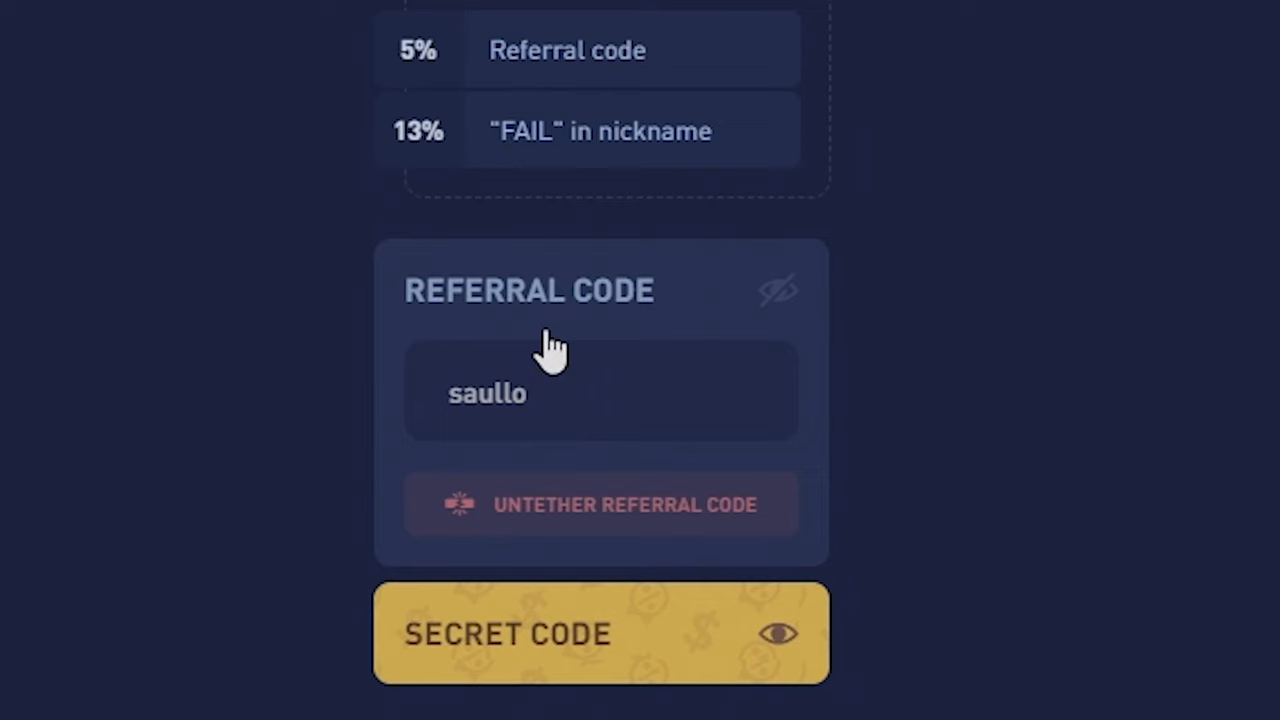 5% Referral code
13% "FAIL" in nickname
REFERRAL CODE
saullo
UNTETHER REFERRAL CODE
SECRET CODE